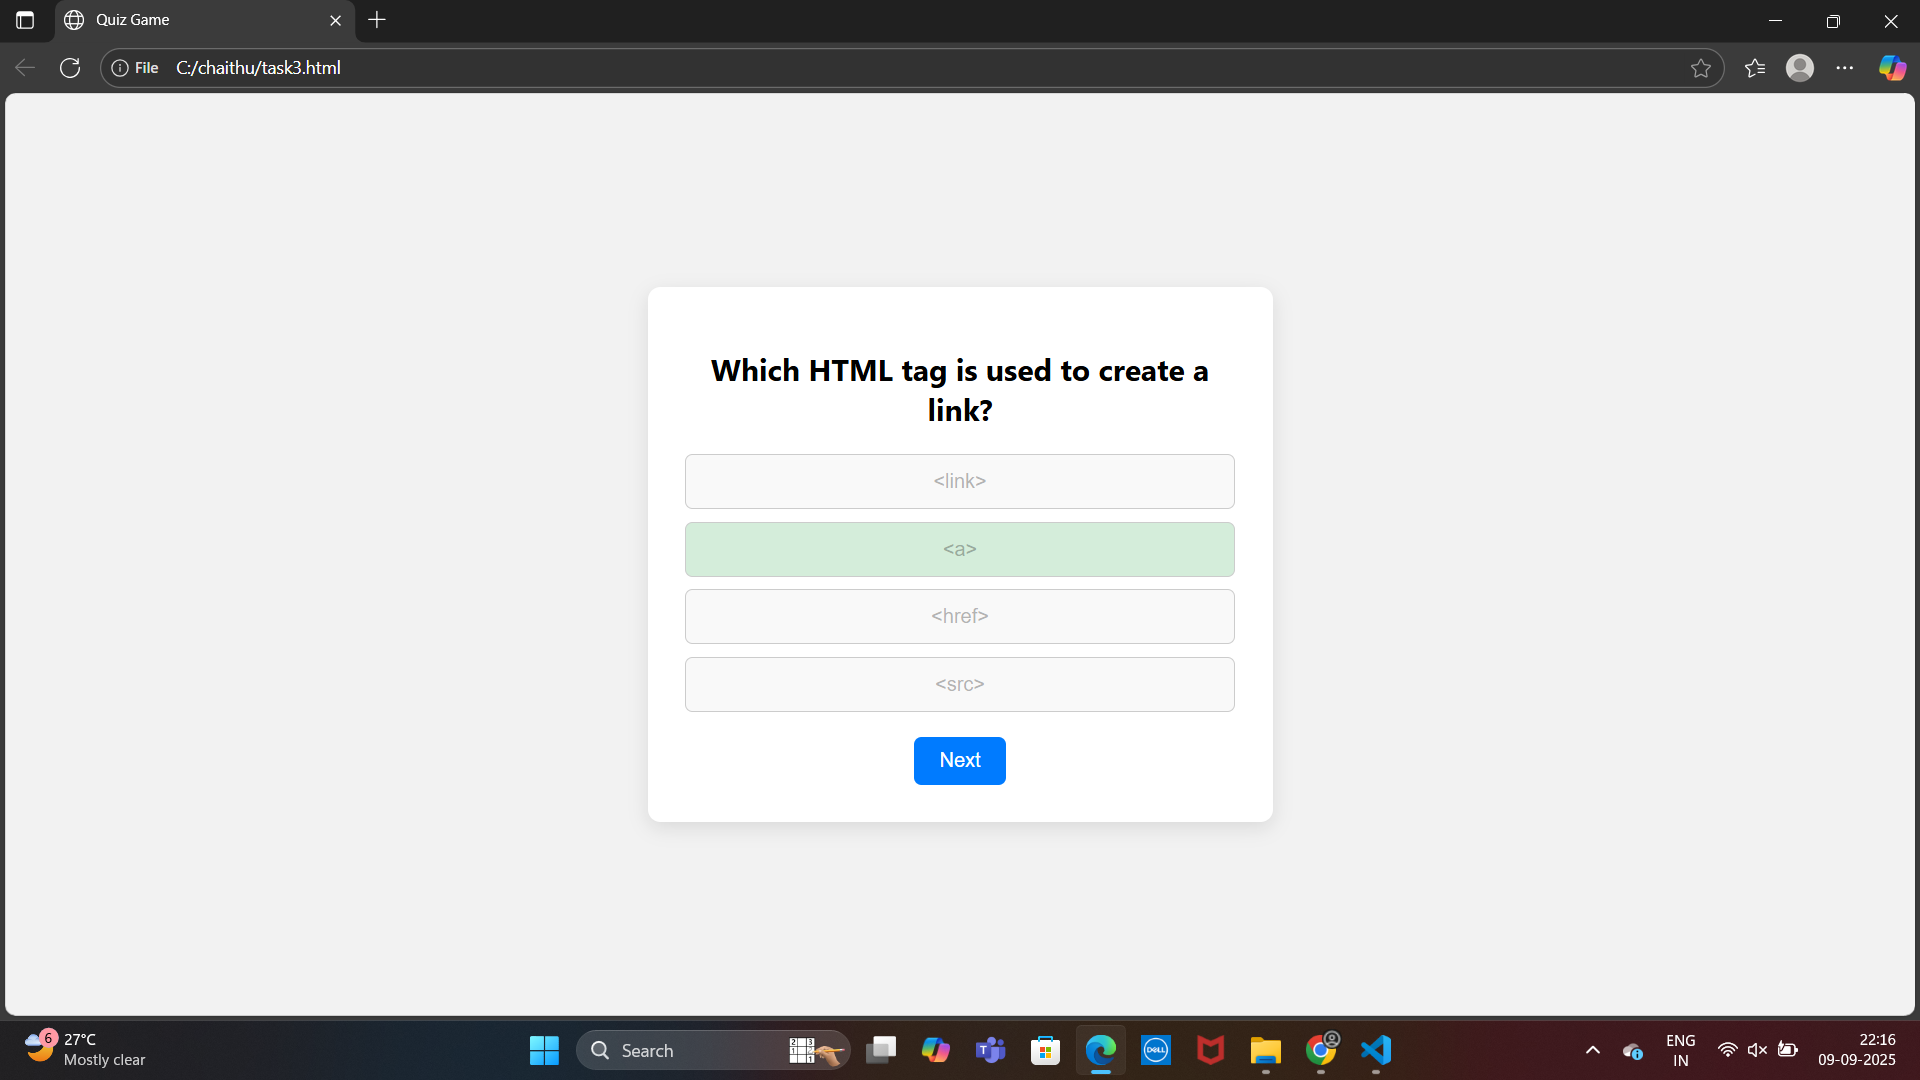 Quiz Game
File C:/chaithu/task3.html
Which HTML tag is used to create a
link?
<link>
<a>
<href>
<src>
Next
6
27°C
Mostly clear
Search
DELL
ENG
IN
22:16
09-09-2025